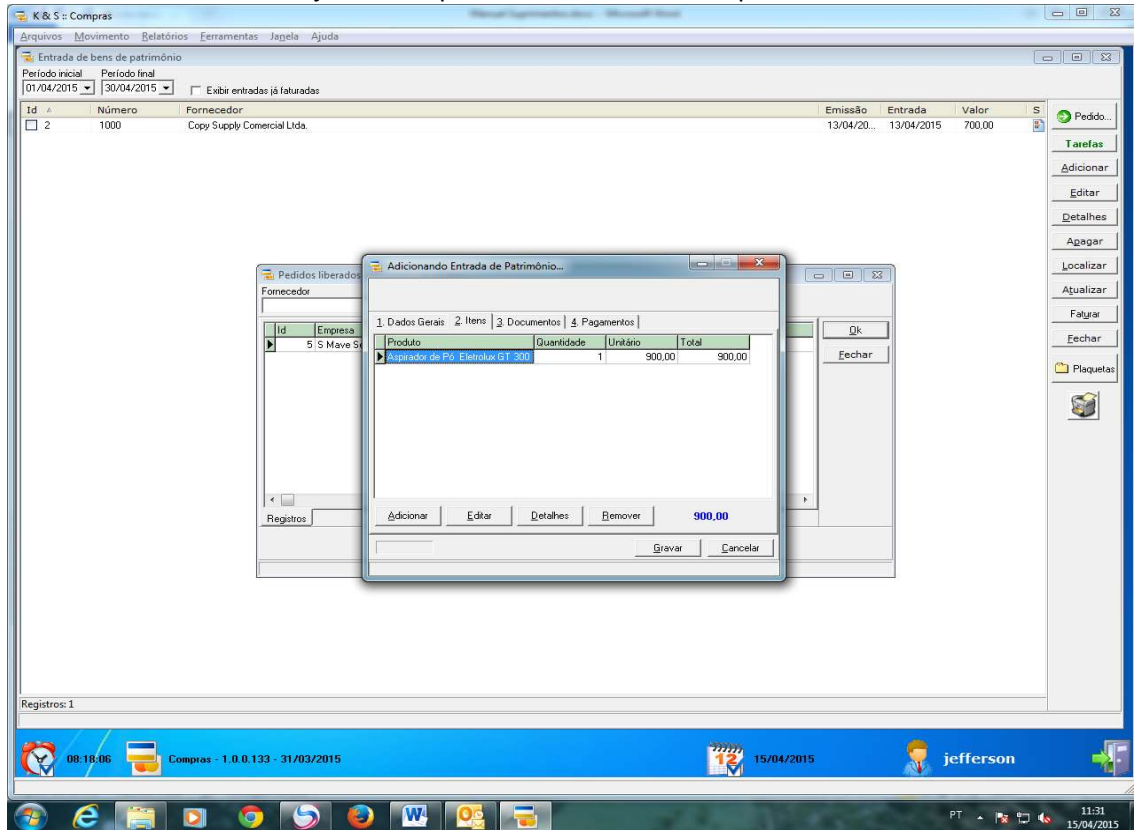 K & S :: Compras
Arquivos Movimento Relatórios Ferramentas Janela Ajuda
Entrada de bens de patrimônio
Período inicial Período final
01/04/2015 30/04/2015 Exibir entradas já faturadas
Id Número Fornecedor Emissão Entrada Valor S
2 1000 Copy Supply Comercial Ltda. 13/04/20... 13/04/2015 700,00
Pedido...
Tarefas
Adicionar
Editar
Detalhes
Apagar
Localizar
Atualizar
Faturar
Fechar
Plaquetas
Pedidos liberados
Fornecedor
Id Empresa
5 S Mave
Ok
Fechar
Registros
Adicionando Entrada de Patrimônio...
1. Dados Gerais 2. Itens 3. Documentos 4. Pagamentos
Produto Quantidade Unitário Total
Aspirador de Pó Eletrolux GT 300 1 900,00 900,00
Adicionar Editar Detalhes Remover 900,00
Gravar Cancelar
Registros: 1
08:18:06 Compras - 1.0.0.133 - 31/03/2015 12 15/04/2015 jefferson
PT 11:31
15/04/2015